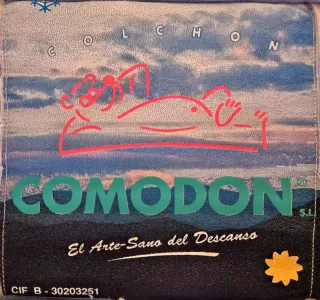 COLCHON
COMODON
S.L.
El Arte-Sano del Descanso
CIF B - 30203251